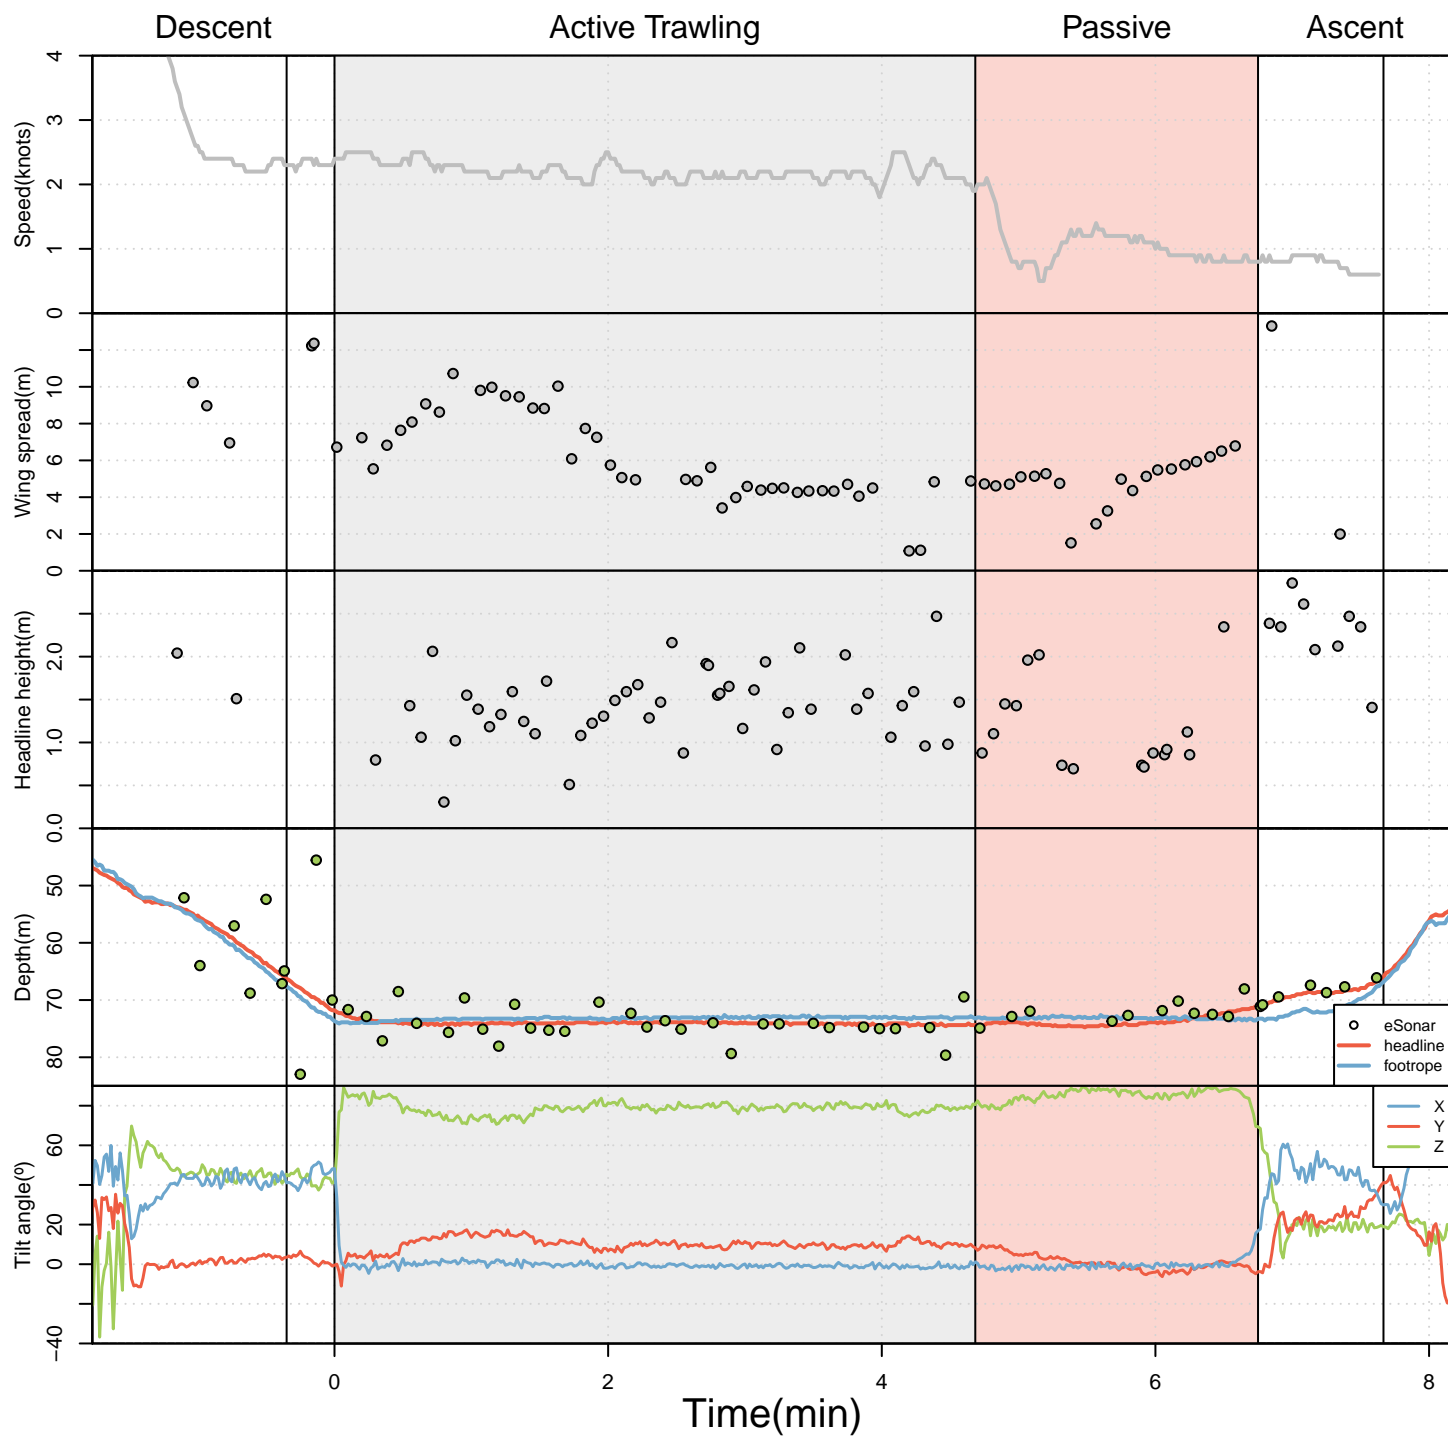 Descent Active Trawling Passive Ascent
Speed(knots)
4
3
2
1
0
Wing spread(m)
10
8
6
4
2
0
Headline height(m)
2.0
1.0
0.0
Depth(m)
50
60
70
80
eSonar
headline
footrope
Tilt angle(º)
60
20
0
−40
X
Y
Z
0 2 4 6 8
Time(min)